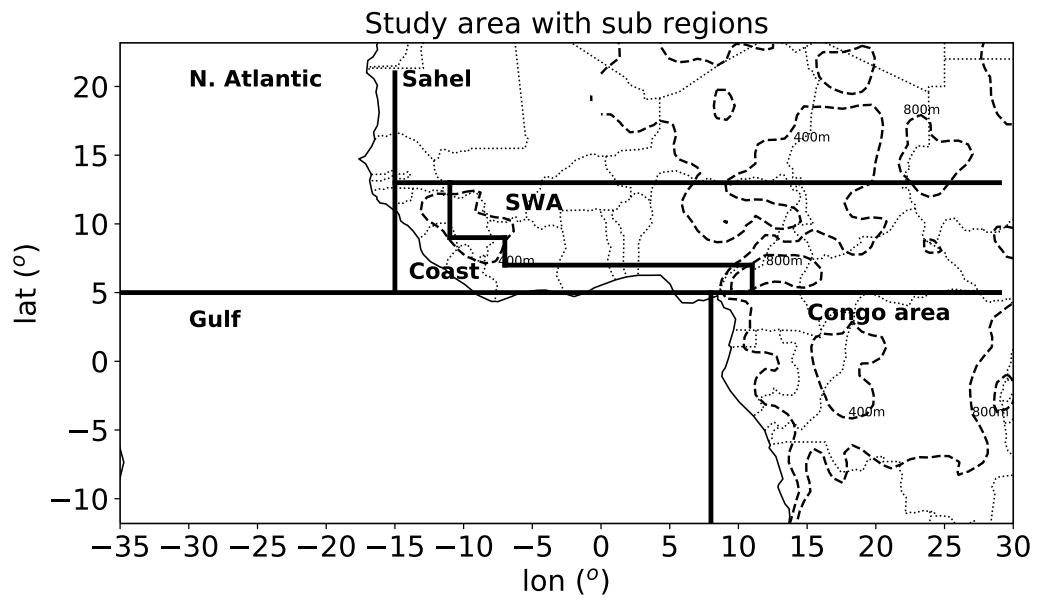 Study area with sub regions
N. Atlantic
Sahel
800m
400m
SWA
400m
800m
Coast
Gulf
Congo area
400m
800m
20
15
10
5
0
−5
−10
lat (o)
−35 −30 −25 −20 −15 −10 −5 0 5 10 15 20 25 30
lon (o)